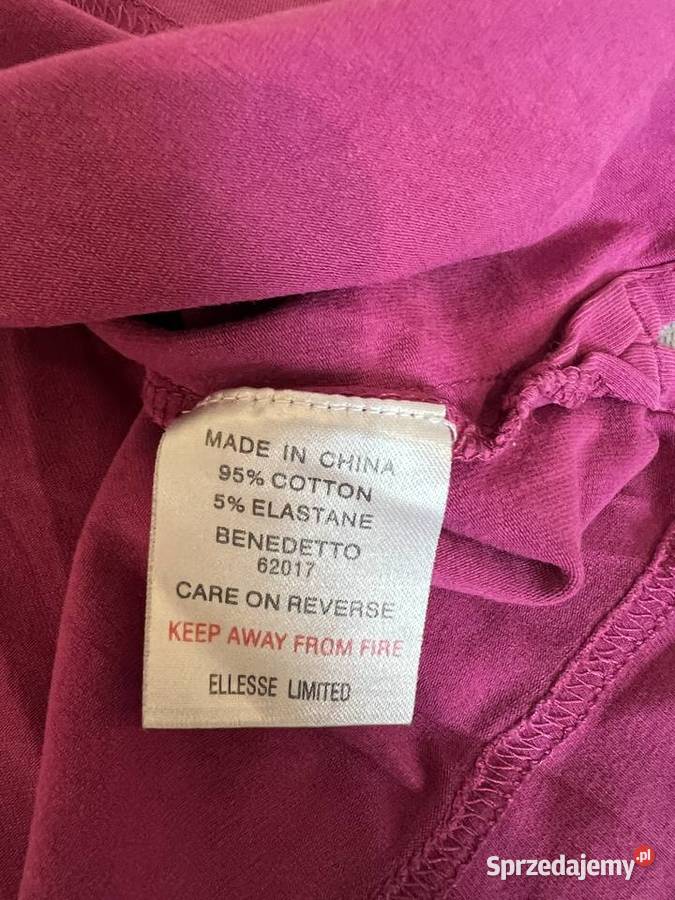 MADE IN CHINA
95% COTTON
5% ELASTANE
BENEDETTO
62017
CARE ON REVERSE
KEEP AWAY FROM FIRE
ELLESSE LIMITED
Sprzedajemy.pl